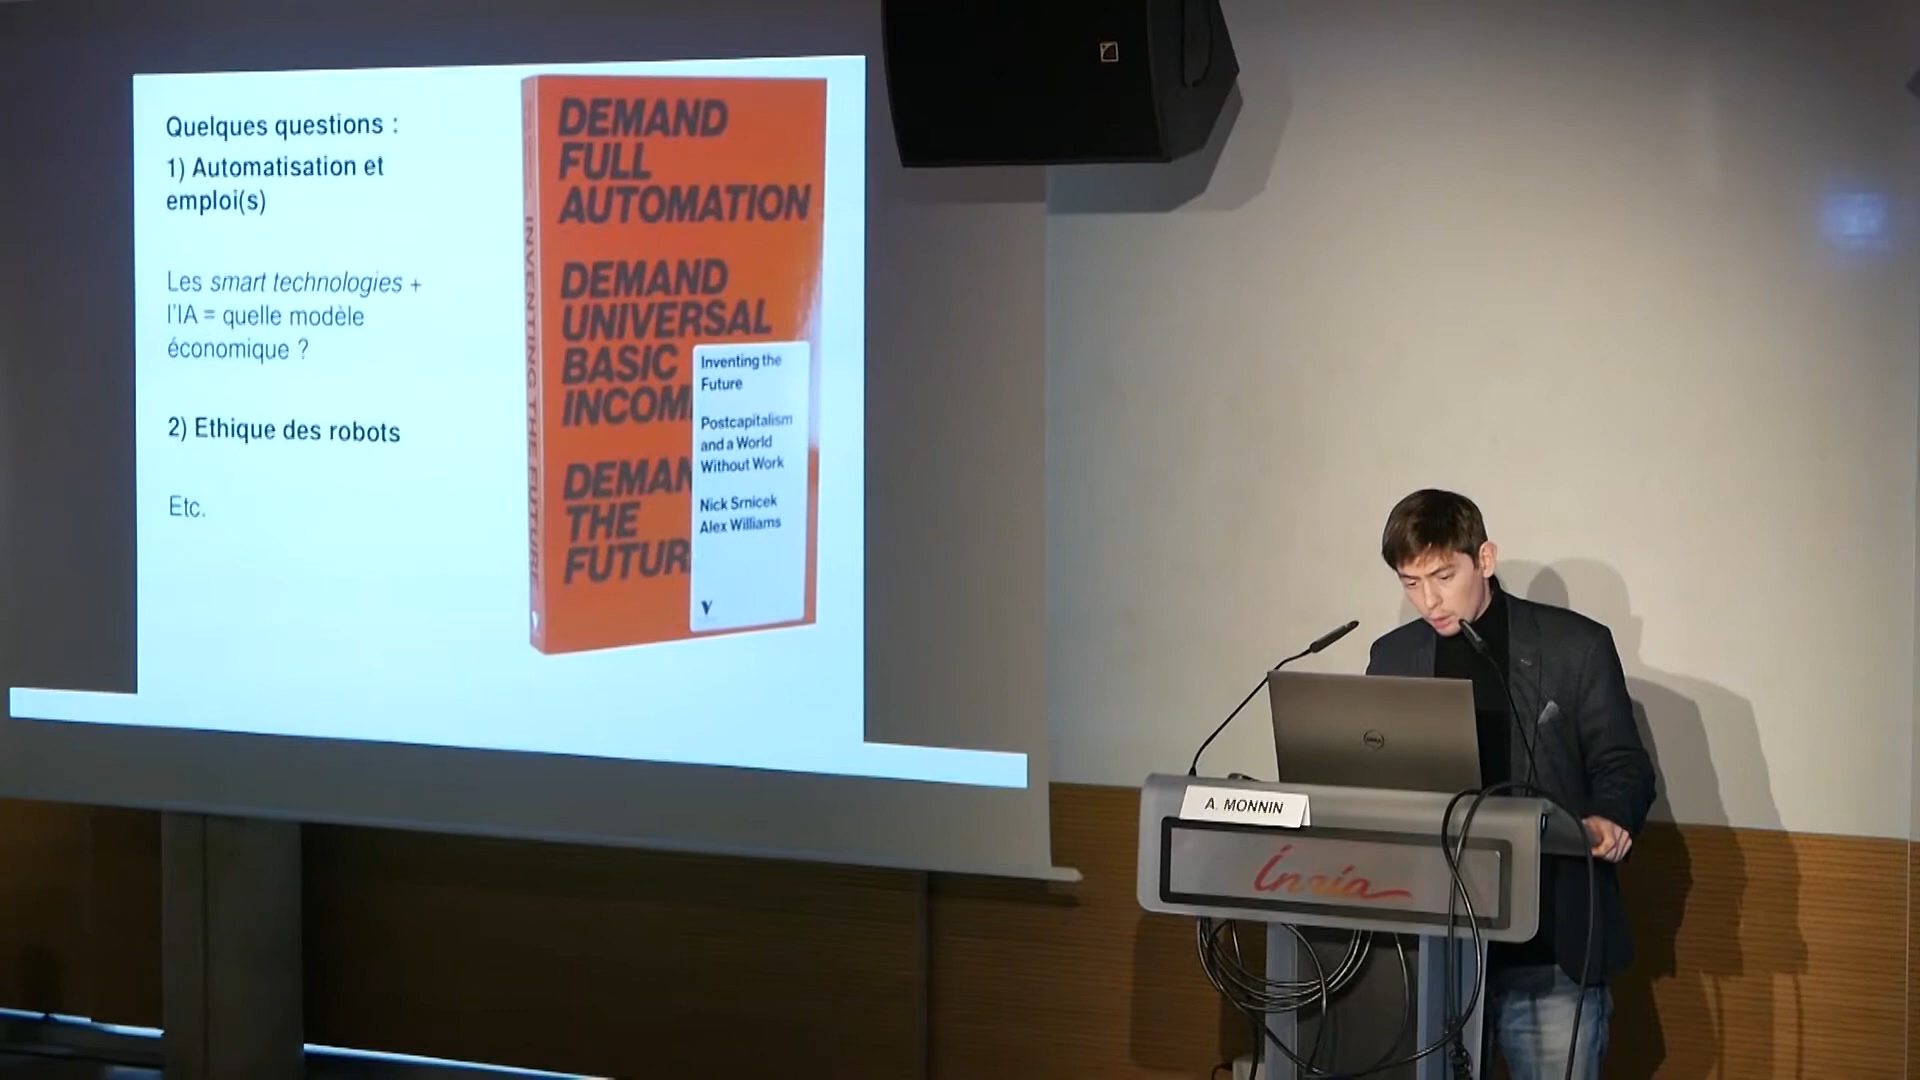 Quelques questions :
1) Automatisation et
emploi(s)
Les smart technologies +
l'IA = quelle modèle
économique ?
2) Ethique des robots
Etc.
INVENTING THE FUTURE
DEMAND
FULL
AUTOMATION
DEMAND
UNIVERSAL
BASIC
INCOM
DEMAN
THE
FUTUR
Inventing the
Future
Postcapitalism
and a World
Without Work
Nick Srnicek
Alex Williams
V
A. MONNIN
DELL
Inria